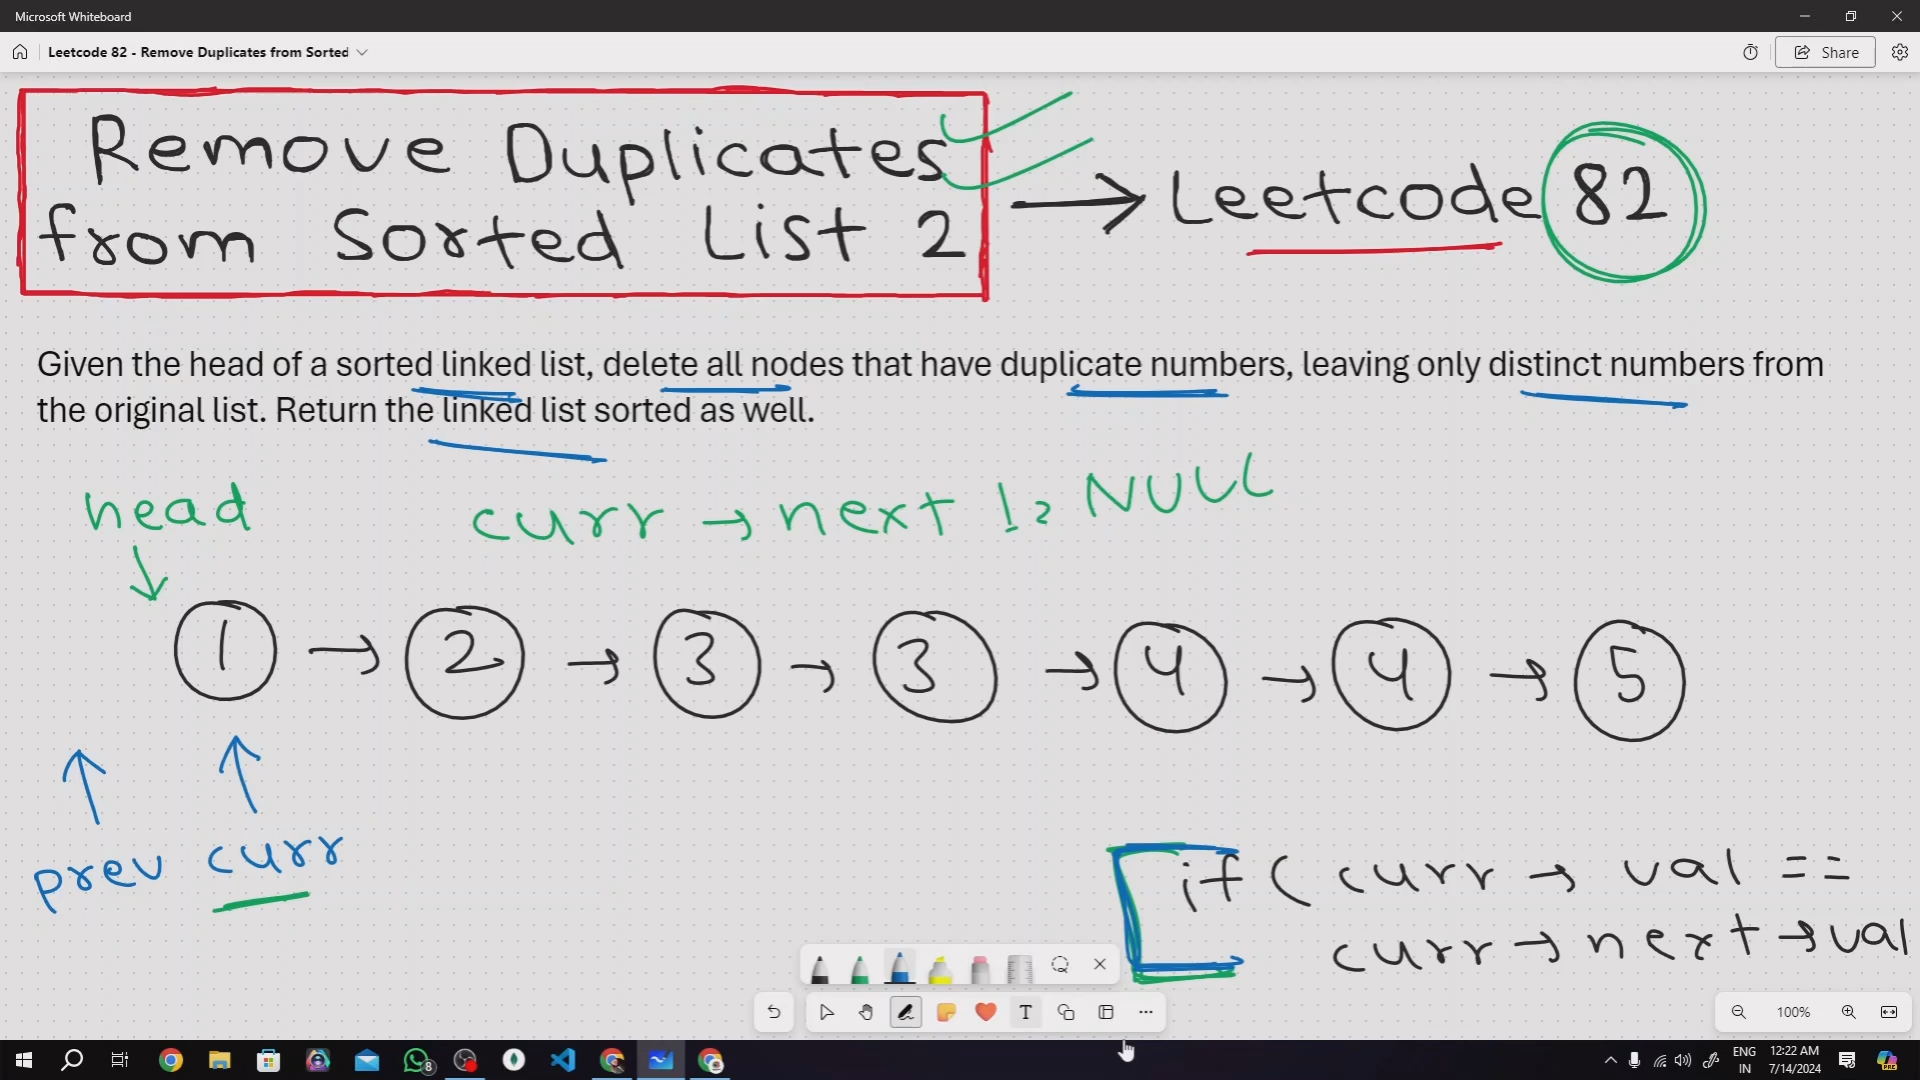 Microsoft Whiteboard
Leetcode 82 - Remove Duplicates from Sorted
Share
Remove Duplicates
from Sorted List 2
Leetcode 82
Given the head of a sorted linked list, delete all nodes that have duplicate numbers, leaving only distinct numbers from
the original list. Return the linked list sorted as well.
head
curr → next != NULL
1 → 2 → 3 → 3 → 4 → 4 → 5
prev curr
if ( curr → val ==
curr → next → val
T
100%
8
ENG
IN
12:22 AM
7/14/2024
PRE